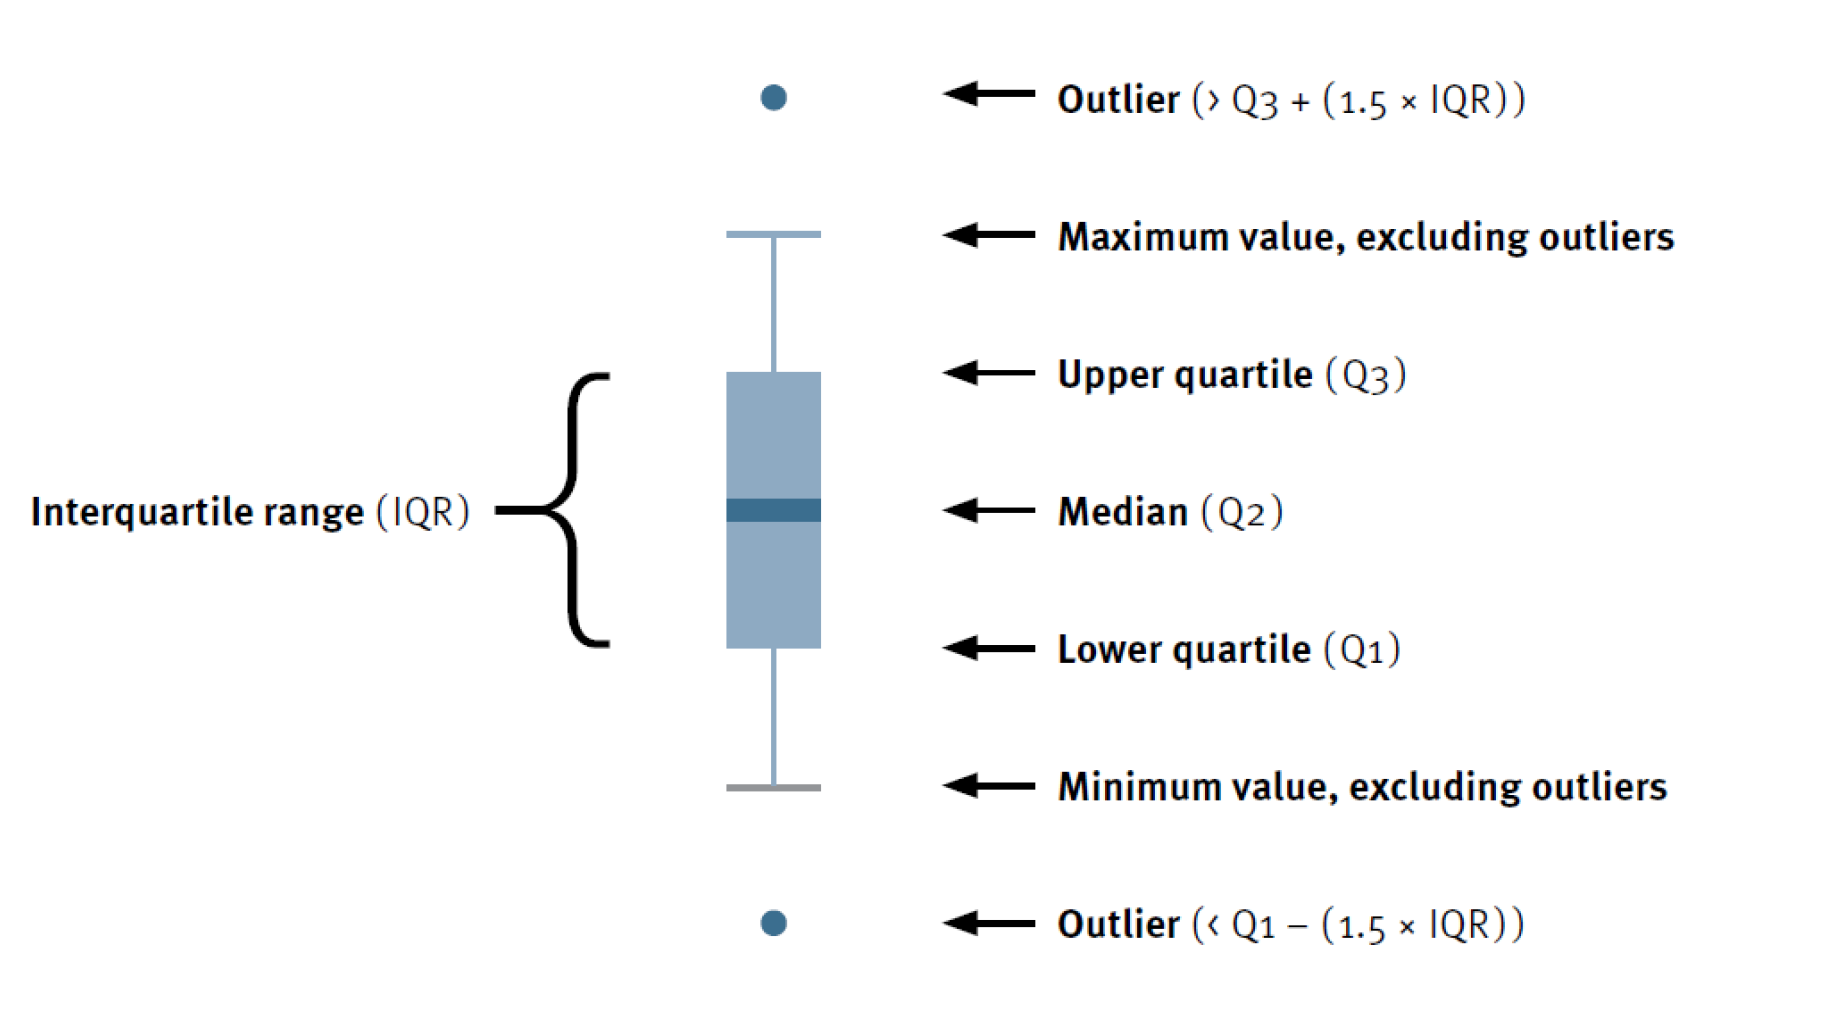 Outlier (> Q3 + (1.5 × IQR))
Maximum value, excluding outliers
Upper quartile (Q3)
Interquartile range (IQR)
Median (Q2)
Lower quartile (Q1)
Minimum value, excluding outliers
Outlier (< Q1 – (1.5 × IQR))